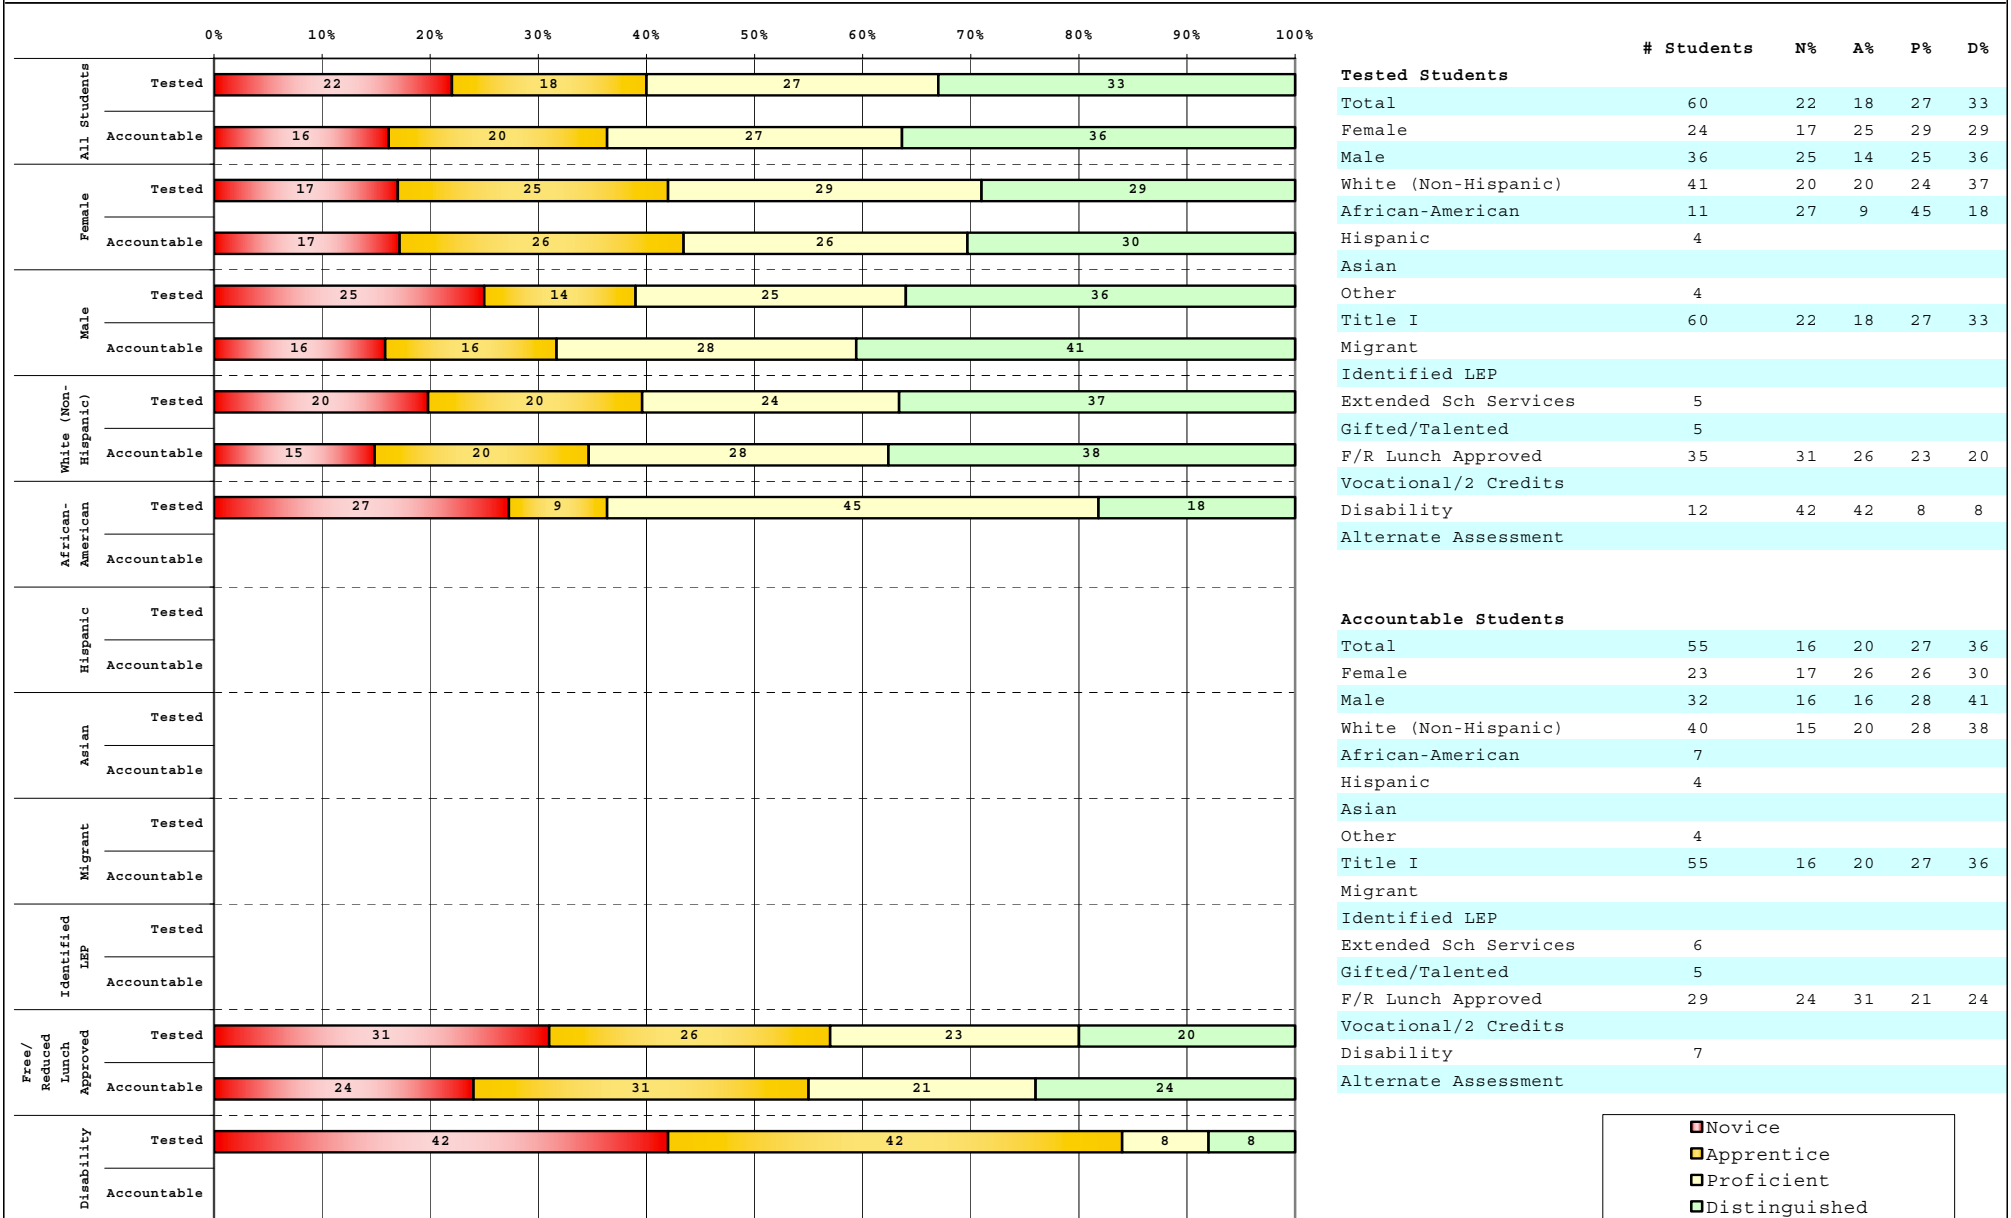 0% 10% 20% 30% 40% 50% 60% 70% 80% 90% 100%
All Students
Tested 22 18 27 33
Accountable 16 20 27 36
Female
Tested 17 25 29 29
Accountable 17 26 26 30
Male
Tested 25 14 25 36
Accountable 16 16 28 41
White (Non-
Hispanic)
Tested 20 20 24 37
Accountable 15 20 28 38
African-
American
Tested 27 9 45 18
Accountable
Hispanic
Tested
Accountable
Asian
Tested
Accountable
Migrant
Tested
Accountable
Identified
LEP
Tested
Accountable
Free/
Reduced
Lunch
Approved
Tested 31 26 23 20
Accountable 24 31 21 24
Disability
Tested 42 42 8 8
Accountable
# Students N% A% P% D%
Tested Students
Total 60 22 18 27 33
Female 24 17 25 29 29
Male 36 25 14 25 36
White (Non-Hispanic) 41 20 20 24 37
African-American 11 27 9 45 18
Hispanic 4
Asian
Other 4
Title I 60 22 18 27 33
Migrant
Identified LEP
Extended Sch Services 5
Gifted/Talented 5
F/R Lunch Approved 35 31 26 23 20
Vocational/2 Credits
Disability 12 42 42 8 8
Alternate Assessment
Accountable Students
Total 55 16 20 27 36
Female 23 17 26 26 30
Male 32 16 16 28 41
White (Non-Hispanic) 40 15 20 28 38
African-American 7
Hispanic 4
Asian
Other 4
Title I 55 16 20 27 36
Migrant
Identified LEP
Extended Sch Services 6
Gifted/Talented 5
F/R Lunch Approved 29 24 31 21 24
Vocational/2 Credits
Disability 7
Alternate Assessment
Novice
Apprentice
Proficient
Distinguished